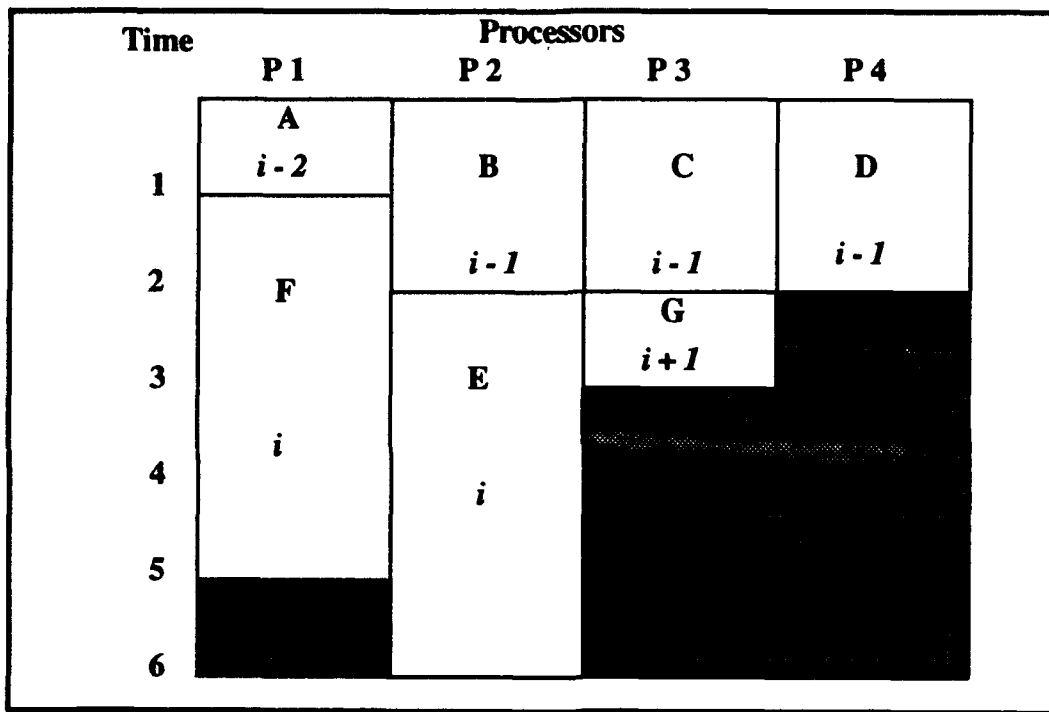 Time Processors
P 1 P 2 P 3 P 4
A
i - 2 B C D
1
i - 1 i - 1 i - 1
2 F G
i + 1
3 E
i
4 i
5
6